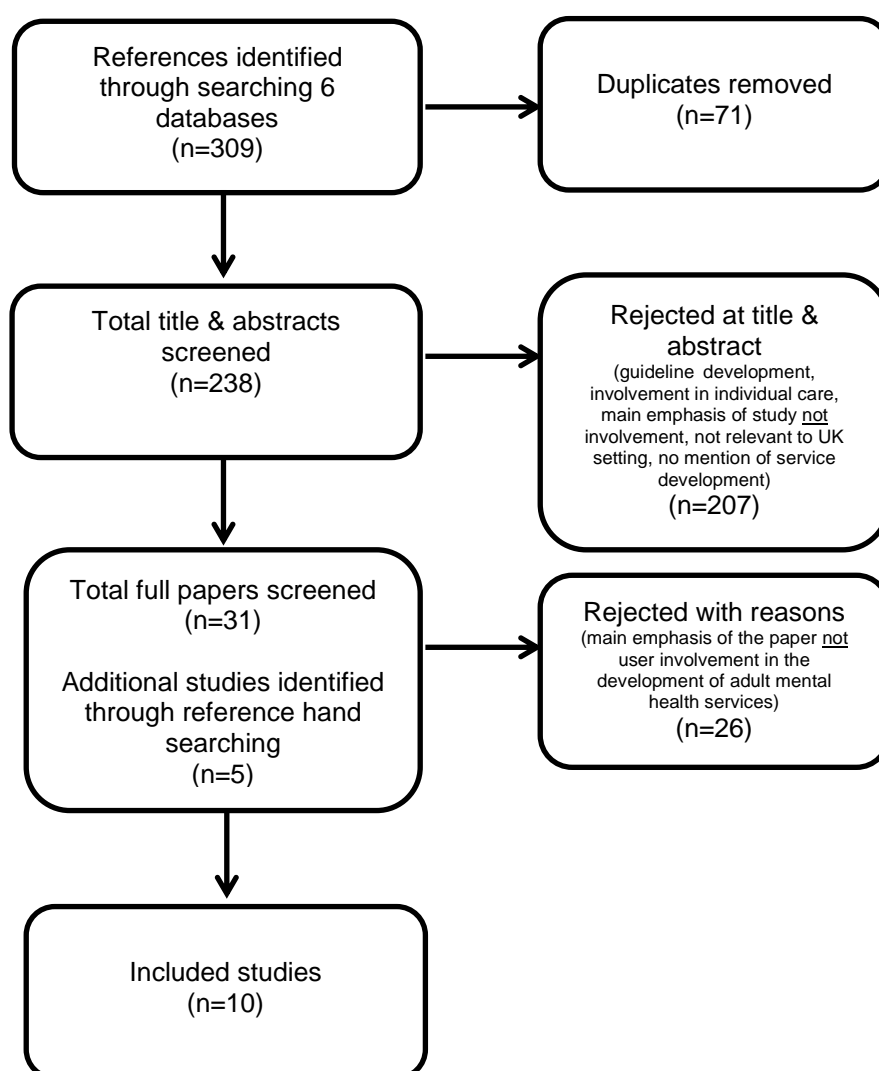 References identified
through searching 6
databases
(n=309)
Duplicates removed
(n=71)
Total title & abstracts
screened
(n=238)
Rejected at title &
abstract
(guideline development,
involvement in individual care,
main emphasis of study not
involvement, not relevant to UK
setting, no mention of service
development)
(n=207)
Total full papers screened
(n=31)
Additional studies identified
through reference hand
searching
(n=5)
Rejected with reasons
(main emphasis of the paper not
user involvement in the
development of adult mental
health services)
(n=26)
Included studies
(n=10)